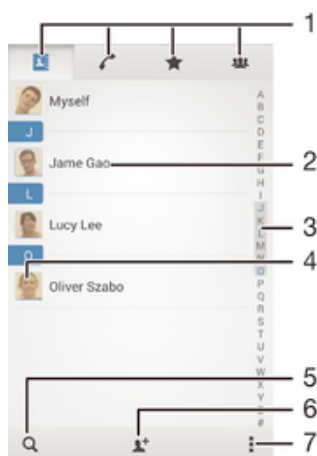 1
Myself
J
Jame Gao
2
L
Lucy Lee
3
O
4
Oliver Szabo
A
B
C
D
E
F
G
H
I
J
K
L
M
N
O
P
Q
R
S
T
U
V
W
X
Y
#
5
6
7